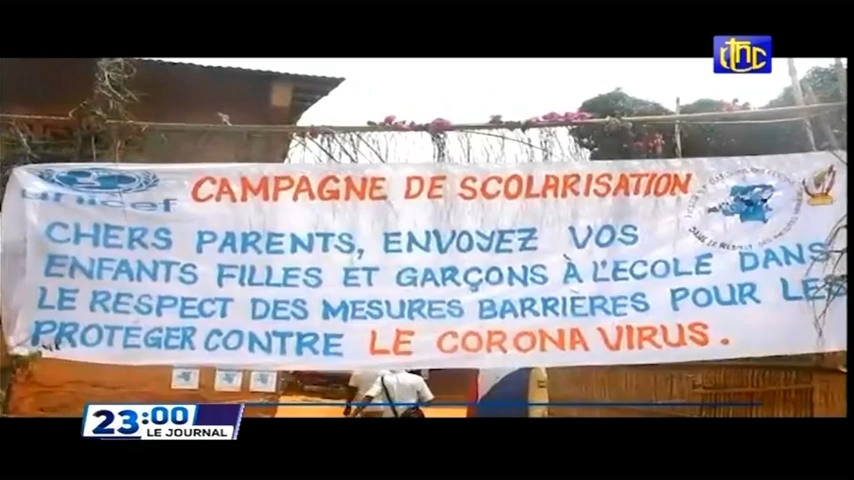 rtnc
unicef
CAMPAGNE DE SCOLARISATION
CHERS PARENTS, ENVOYEZ VOS
ENFANTS FILLES ET GARÇONS À L'ECOLE DANS
LE RESPECT DES MESURES BARRIÈRES POUR LES
PROTÉGER CONTRE LE CORONA VIRUS.
23:00
LE JOURNAL